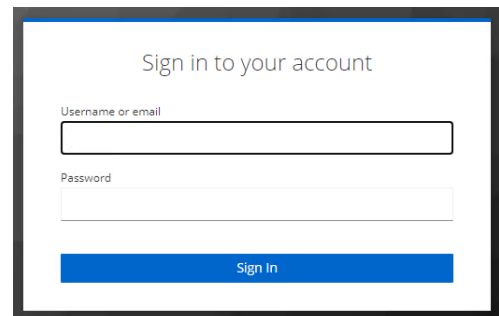 Sign in to your account
Username or email
Password
Sign In